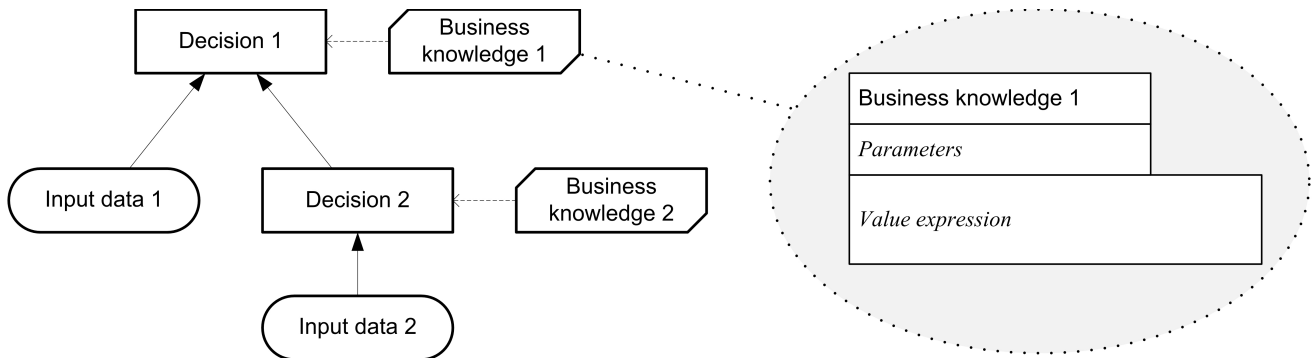 Decision 1
Business
knowledge 1
Business knowledge 1
Parameters
Value expression
Input data 1
Decision 2
Business
knowledge 2
Input data 2